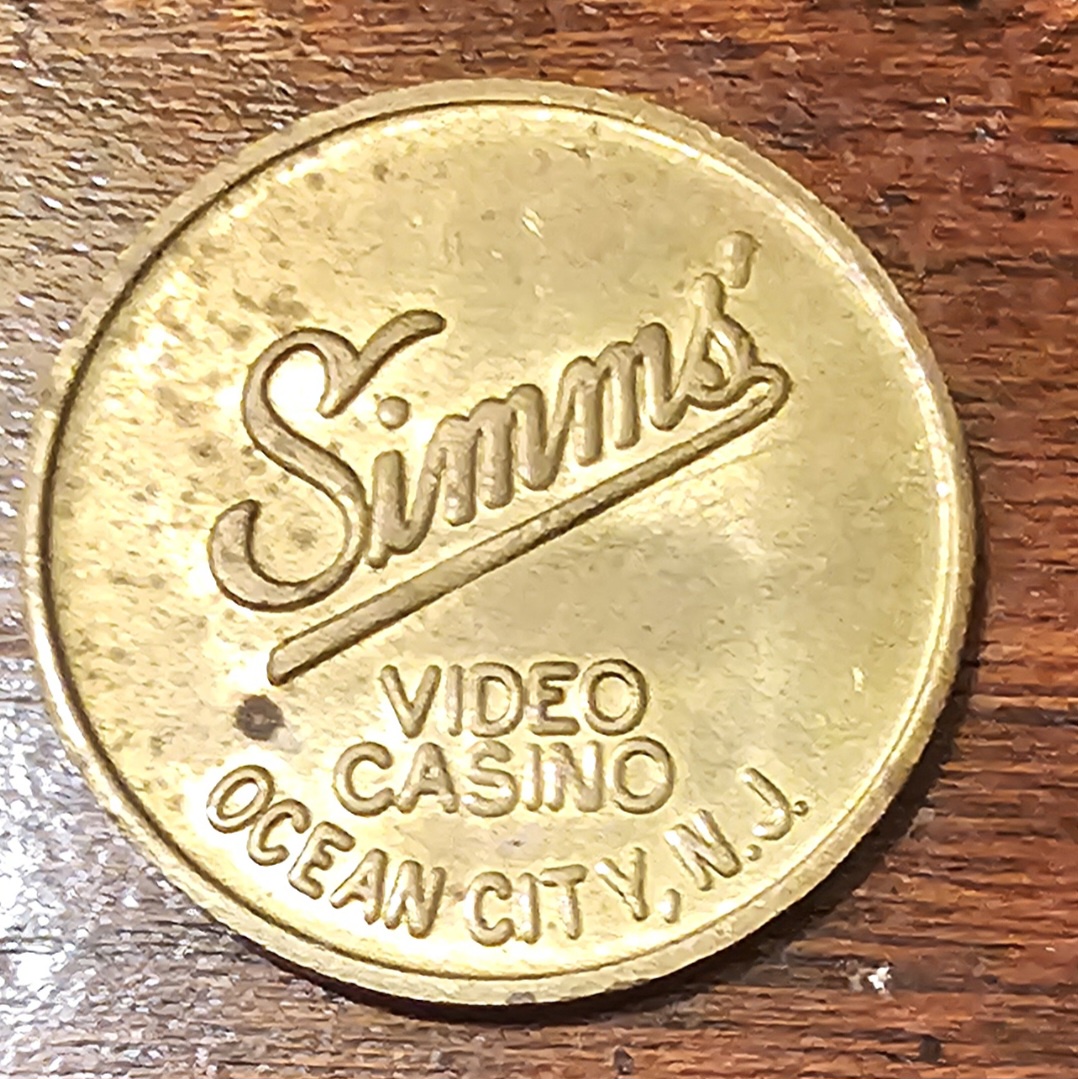 Simms'
VIDEO
CASINO
OCEAN CITY, N.J.